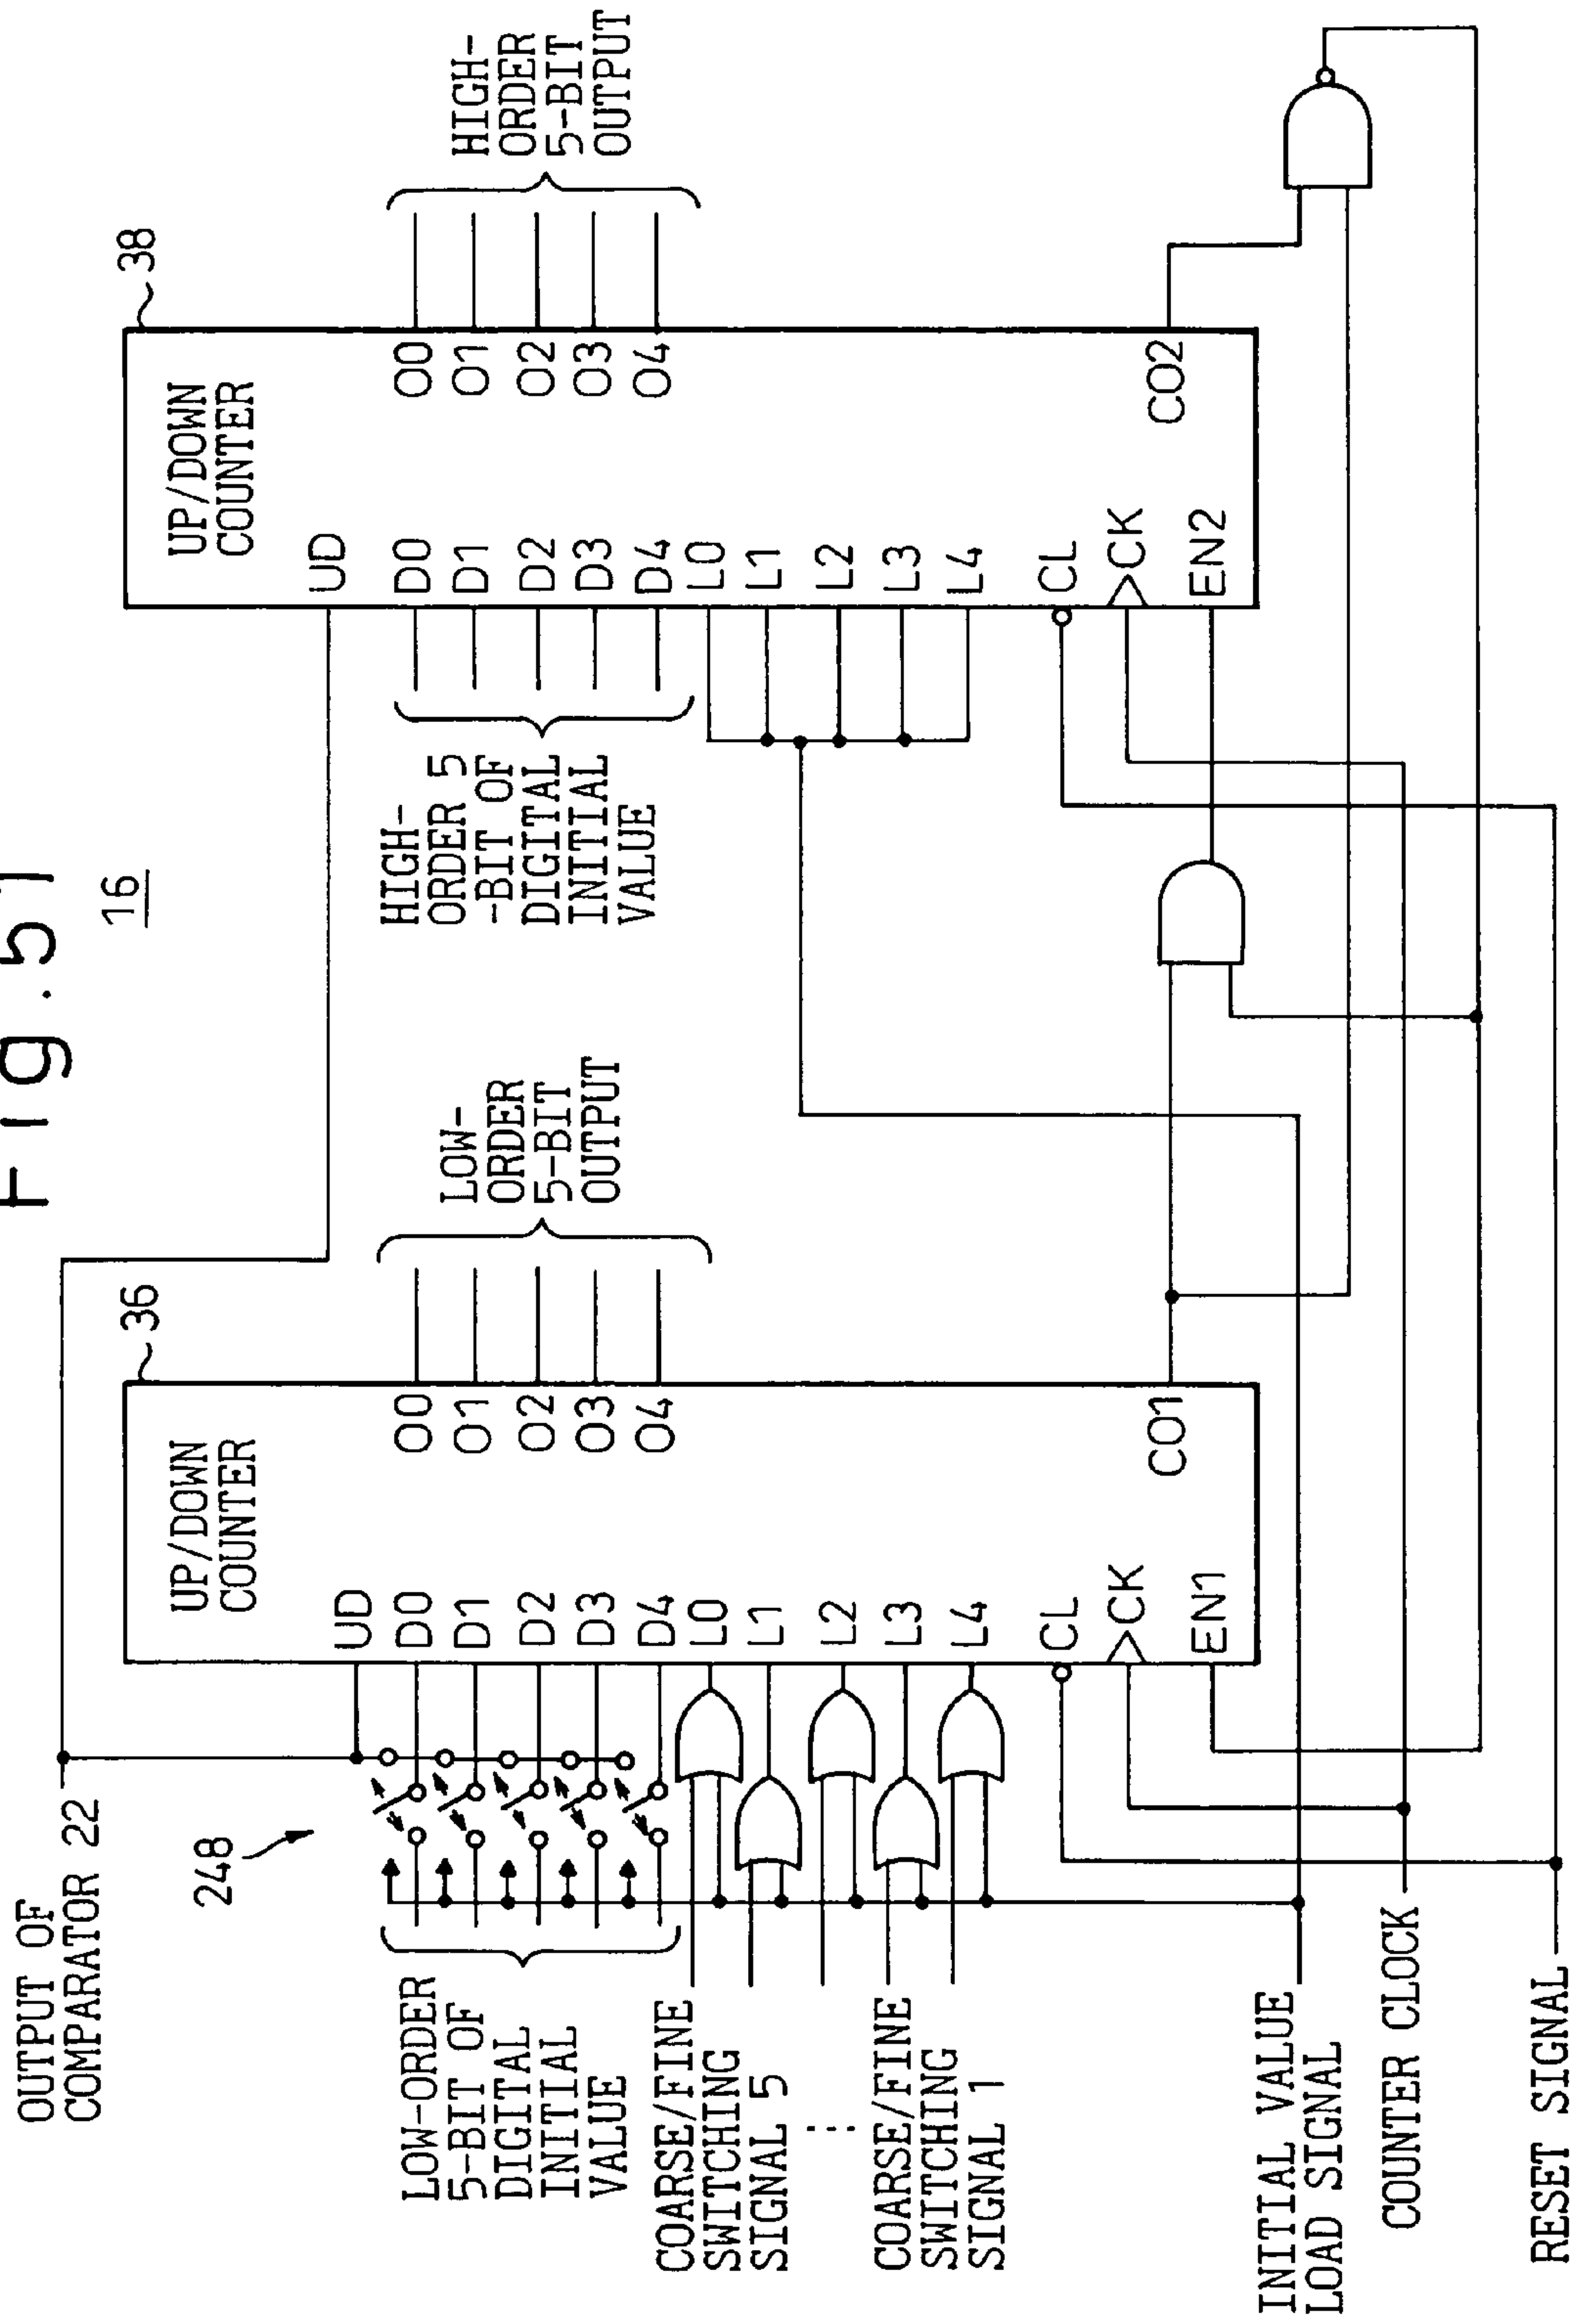 Fig. 51
16
OUTPUT OF
COMPARATOR 22
248
LOW-ORDER
5-BIT OF
DIGITAL
INITIAL
VALUE
COARSE/FINE
SWITCHING
SIGNAL 5
COARSE/FINE
SWITCHING
SIGNAL 1
INITIAL VALUE
LOAD SIGNAL
COUNTER CLOCK
RESET SIGNAL
36
UP/DOWN
COUNTER
UD
D0
D1
D2
D3
D4
L0
L1
L2
L3
L4
CL
CK
EN1
O0
O1
O2
O3
O4
CO1
LOW-
ORDER
5-BIT
OUTPUT
HIGH-
ORDER 5
-BIT OF
DIGITAL
INITIAL
VALUE
38
UP/DOWN
COUNTER
UD
D0
D1
D2
D3
D4
L0
L1
L2
L3
L4
CL
CK
EN2
O0
O1
O2
O3
O4
CO2
HIGH-
ORDER
5-BIT
OUTPUT